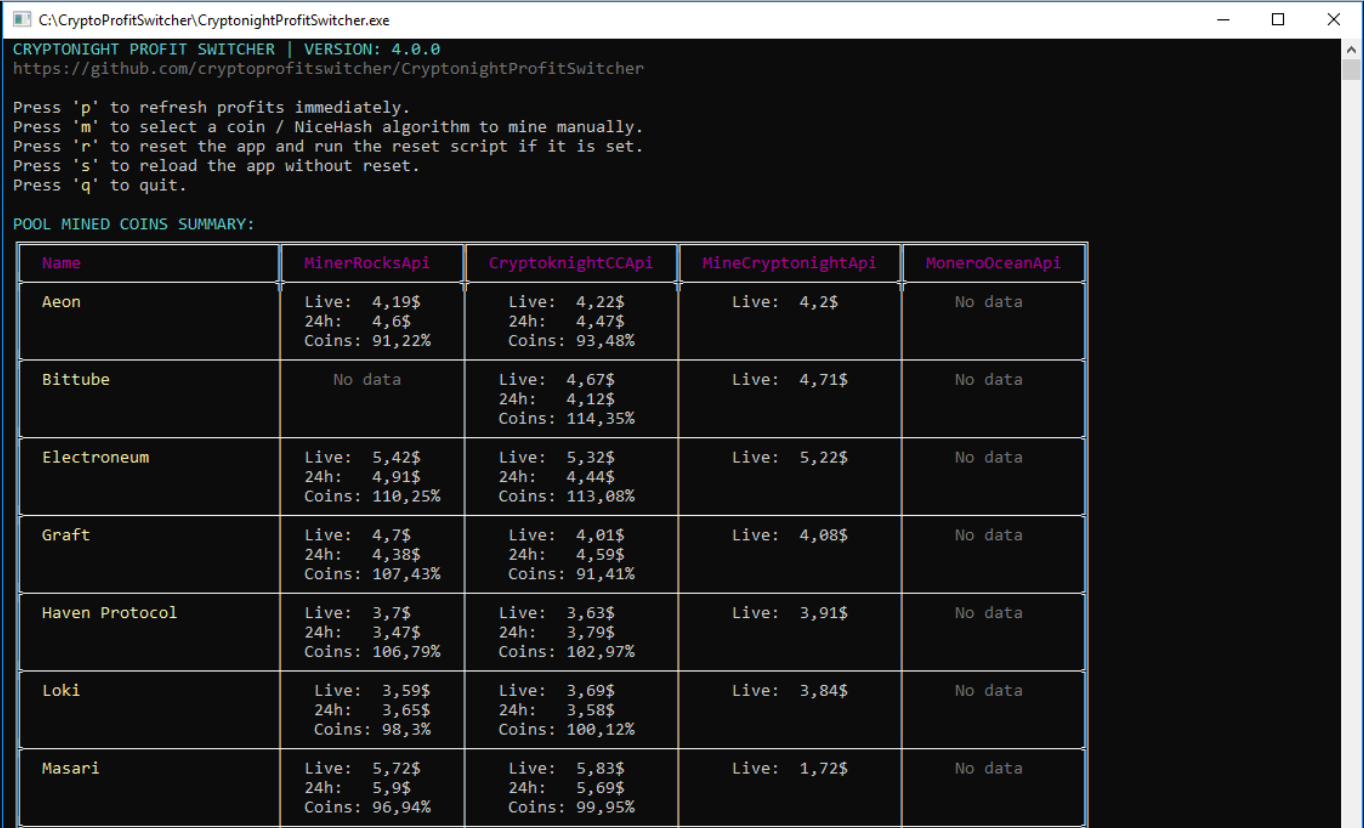 C:\CryptoProfitSwitcher\CryptonightProfitSwitcher.exe
CRYPTONIGHT PROFIT SWITCHER | VERSION: 4.0.0
https://github.com/cryptoprofitswitcher/CryptonightProfitSwitcher
Press 'p' to refresh profits immediately.
Press 'm' to select a coin / NiceHash algorithm to mine manually.
Press 'r' to reset the app and run the reset script if it is set.
Press 's' to reload the app without reset.
Press 'q' to quit.
POOL MINED COINS SUMMARY:
Name MinerRocksApi CryptoknightCCApi MineCryptonightApi MoneroOceanApi
Aeon Live: 4,19$ Live: 4,22$ Live: 4,2$ No data
24h: 4,6$ 24h: 4,47$
Coins: 91,22% Coins: 93,48%
Bittube No data Live: 4,67$ Live: 4,71$ No data
24h: 4,12$
Coins: 114,35%
Electroneum Live: 5,42$ Live: 5,32$ Live: 5,22$ No data
24h: 4,91$ 24h: 4,44$
Coins: 110,25% Coins: 113,08%
Graft Live: 4,7$ Live: 4,01$ Live: 4,08$ No data
24h: 4,38$ 24h: 4,59$
Coins: 107,43% Coins: 91,41%
Haven Protocol Live: 3,7$ Live: 3,63$ Live: 3,91$ No data
24h: 3,47$ 24h: 3,79$
Coins: 106,79% Coins: 102,97%
Loki Live: 3,59$ Live: 3,69$ Live: 3,84$ No data
24h: 3,65$ 24h: 3,58$
Coins: 98,3% Coins: 100,12%
Masari Live: 5,72$ Live: 5,83$ Live: 1,72$ No data
24h: 5,9$ 24h: 5,69$
Coins: 96,94% Coins: 99,95%